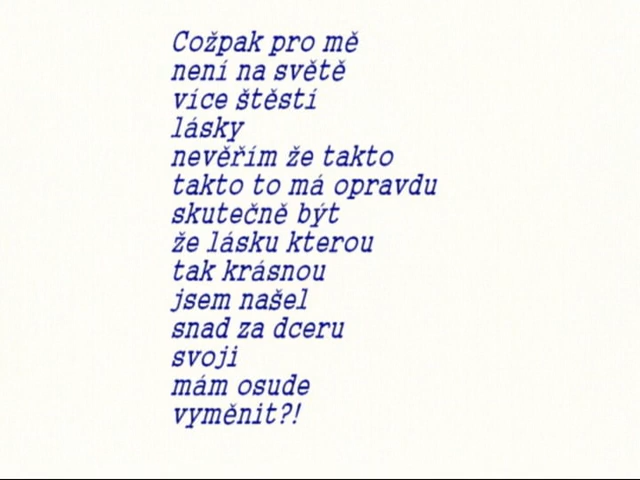 Cožpak pro mě
není na světě
více štěstí
lásky
nevěřím že takto
takto to má opravdu
skutečně být
že lásku kterou
tak krásnou
jsem našel
snad za dceru
svoji
mám osude
vyměnit?!